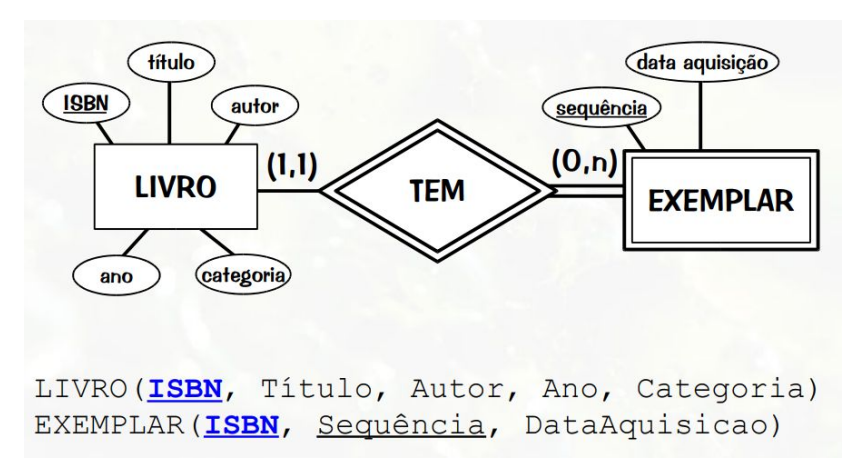 título
data aquisição
ISBN
autor
sequência
(1,1)
(0,n)
LIVRO
TEM
EXEMPLAR
ano
categoria
LIVRO(ISBN, Título, Autor, Ano, Categoria)
EXEMPLAR(ISBN, Sequência, DataAquisicao)